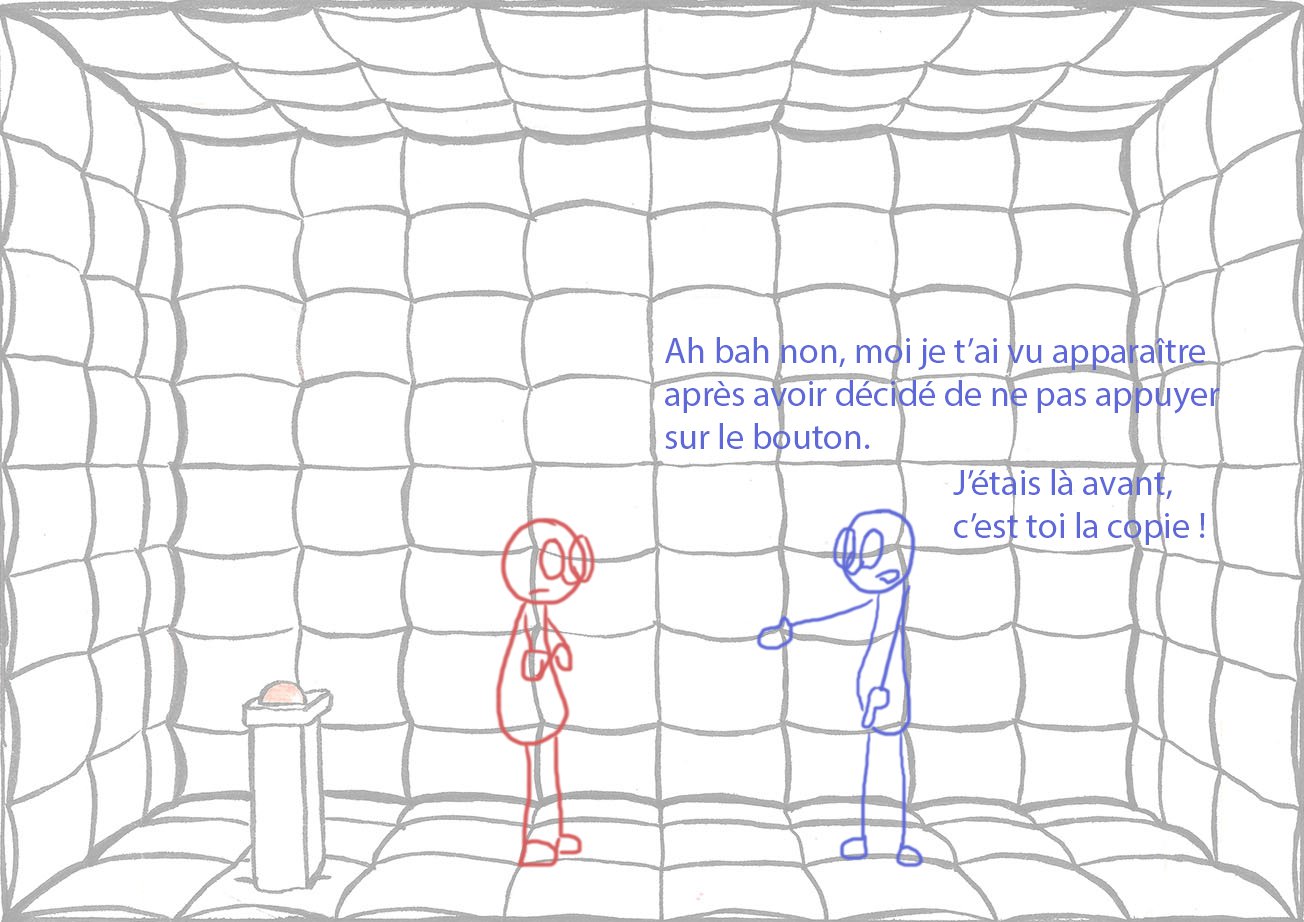 Ah bah non, moi je t’ai vu apparaître
après avoir décidé de ne pas appuyer
sur le bouton.
J’étais là avant,
c’est toi la copie !